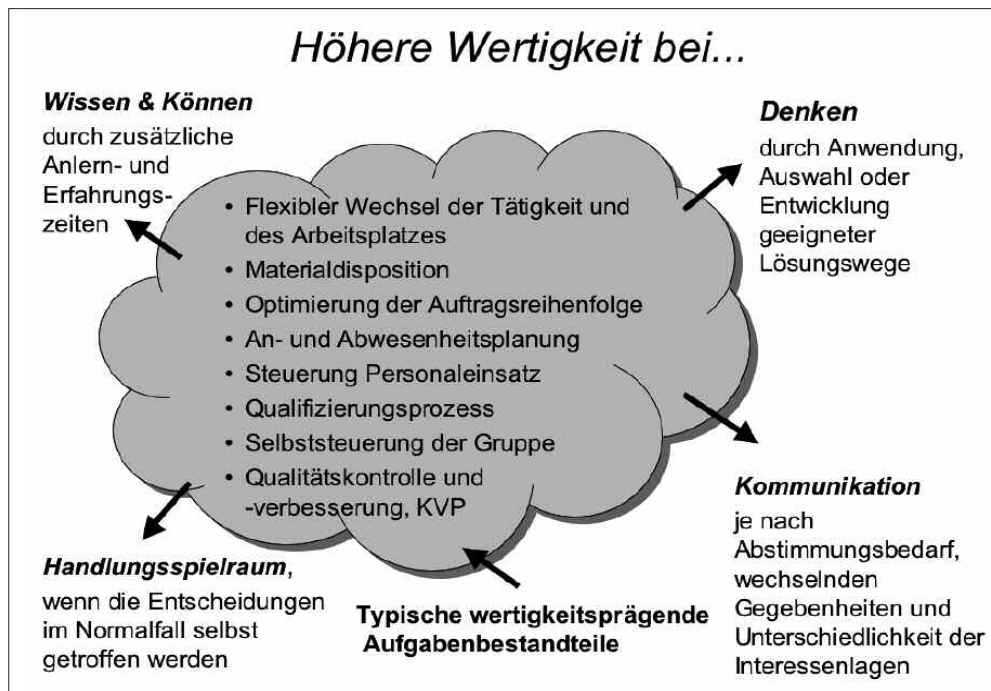 Höhere Wertigkeit bei...
Wissen & Können
durch zusätzliche
Anlern- und
Erfahrungs-
zeiten
Denken
durch Anwendung,
Auswahl oder
Entwicklung
geeigneter
Lösungswege
• Flexibler Wechsel der Tätigkeit und
des Arbeitsplatzes
• Materialdisposition
• Optimierung der Auftragsreihenfolge
• An- und Abwesenheitsplanung
• Steuerung Personaleinsatz
• Qualifizierungsprozess
• Selbststeuerung der Gruppe
• Qualitätskontrolle und
-verbesserung, KVP
Handlungsspielraum,
wenn die Entscheidungen
im Normalfall selbst
getroffen werden
Typische wertigkeitsprägende
Aufgabenbestandteile
Kommunikation
je nach
Abstimmungsbedarf,
wechselnden
Gegebenheiten und
Unterschiedlichkeit der
Interessenlagen